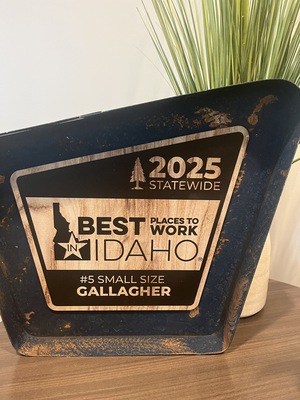 2025
STATEWIDE
BEST PLACES TO WORK
IN IDAHO®
#5 SMALL SIZE
GALLAGHER